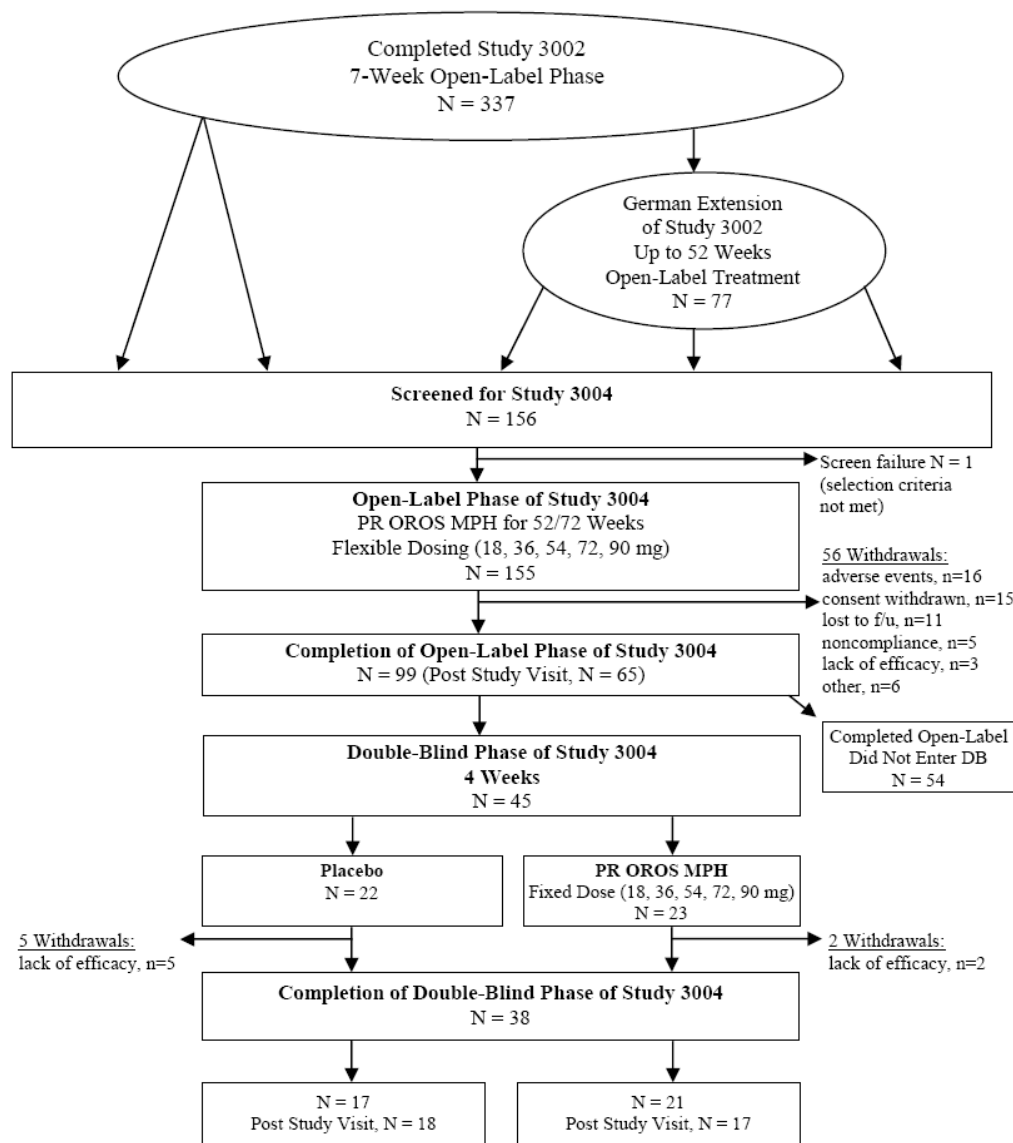 Completed Study 3002
7-Week Open-Label Phase
N = 337
German Extension
of Study 3002
Up to 52 Weeks
Open-Label Treatment
N = 77
Screened for Study 3004
N = 156
Screen failure N = 1
(selection criteria
not met)
Open-Label Phase of Study 3004
PR OROS MPH for 52/72 Weeks
Flexible Dosing (18, 36, 54, 72, 90 mg)
N = 155
56 Withdrawals:
adverse events, n=16
consent withdrawn, n=15
lost to f/u, n=11
noncompliance, n=5
lack of efficacy, n=3
other, n=6
Completion of Open-Label Phase of Study 3004
N = 99 (Post Study Visit, N = 65)
Completed Open-Label
Did Not Enter DB
N = 54
Double-Blind Phase of Study 3004
4 Weeks
N = 45
Placebo
N = 22
PR OROS MPH
Fixed Dose (18, 36, 54, 72, 90 mg)
N = 23
5 Withdrawals:
lack of efficacy, n=5
2 Withdrawals:
lack of efficacy, n=2
Completion of Double-Blind Phase of Study 3004
N = 38
N = 17
Post Study Visit, N = 18
N = 21
Post Study Visit, N = 17